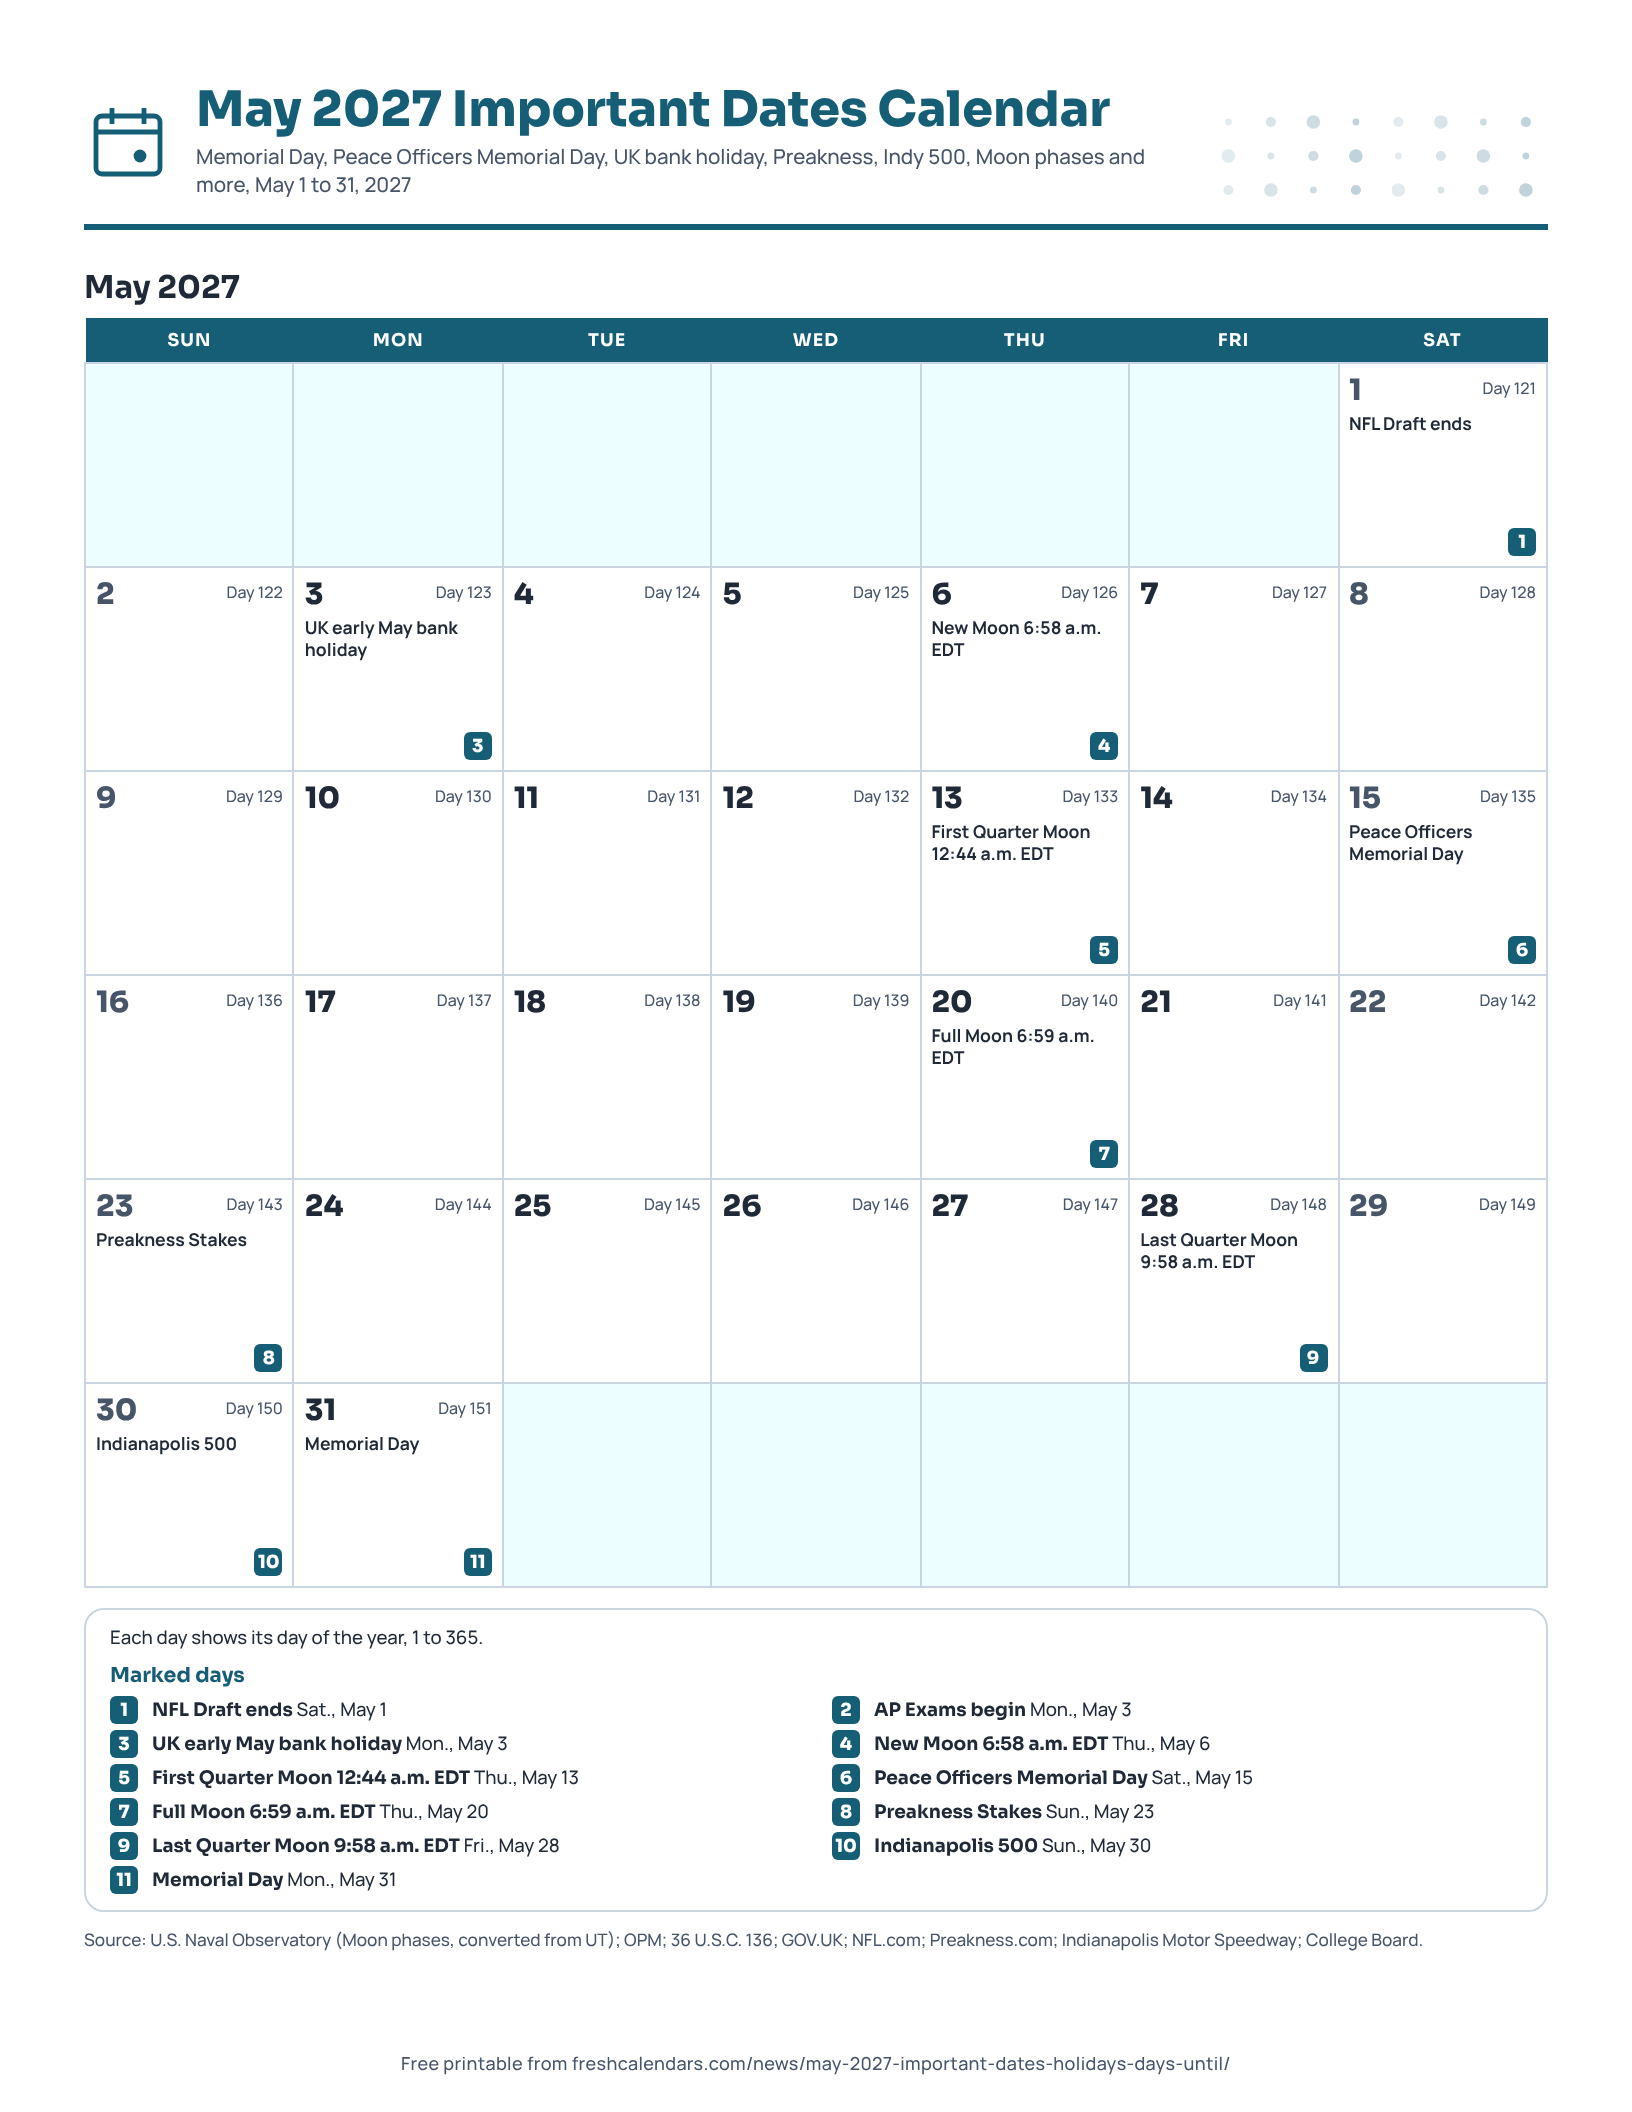 May 2027 Important Dates Calendar
Memorial Day, Peace Officers Memorial Day, UK bank holiday, Preakness, Indy 500, Moon phases and
more, May 1 to 31, 2027
May 2027
SUN MON TUE WED THU FRI SAT
1 Day 121
NFL Draft ends
1
2 Day 122 3 Day 123 4 Day 124 5 Day 125 6 Day 126 7 Day 127 8 Day 128
UK early May bank New Moon 6:58 a.m.
holiday EDT
3 4
9 Day 129 10 Day 130 11 Day 131 12 Day 132 13 Day 133 14 Day 134 15 Day 135
First Quarter Moon Peace Officers
12:44 a.m. EDT Memorial Day
5 6
16 Day 136 17 Day 137 18 Day 138 19 Day 139 20 Day 140 21 Day 141 22 Day 142
Full Moon 6:59 a.m.
EDT
7
23 Day 143 24 Day 144 25 Day 145 26 Day 146 27 Day 147 28 Day 148 29 Day 149
Preakness Stakes Last Quarter Moon
9:58 a.m. EDT
8 9
30 Day 150 31 Day 151
Indianapolis 500 Memorial Day
10 11
Each day shows its day of the year, 1 to 365.
Marked days
1 NFL Draft ends Sat., May 1 2 AP Exams begin Mon., May 3
3 UK early May bank holiday Mon., May 3 4 New Moon 6:58 a.m. EDT Thu., May 6
5 First Quarter Moon 12:44 a.m. EDT Thu., May 13 6 Peace Officers Memorial Day Sat., May 15
7 Full Moon 6:59 a.m. EDT Thu., May 20 8 Preakness Stakes Sun., May 23
9 Last Quarter Moon 9:58 a.m. EDT Fri., May 28 10 Indianapolis 500 Sun., May 30
11 Memorial Day Mon., May 31
Source: U.S. Naval Observatory (Moon phases, converted from UT); OPM; 36 U.S.C. 136; GOV.UK; NFL.com; Preakness.com; Indianapolis Motor Speedway; College Board.
Free printable from freshcalendars.com/news/may-2027-important-dates-holidays-days-until/